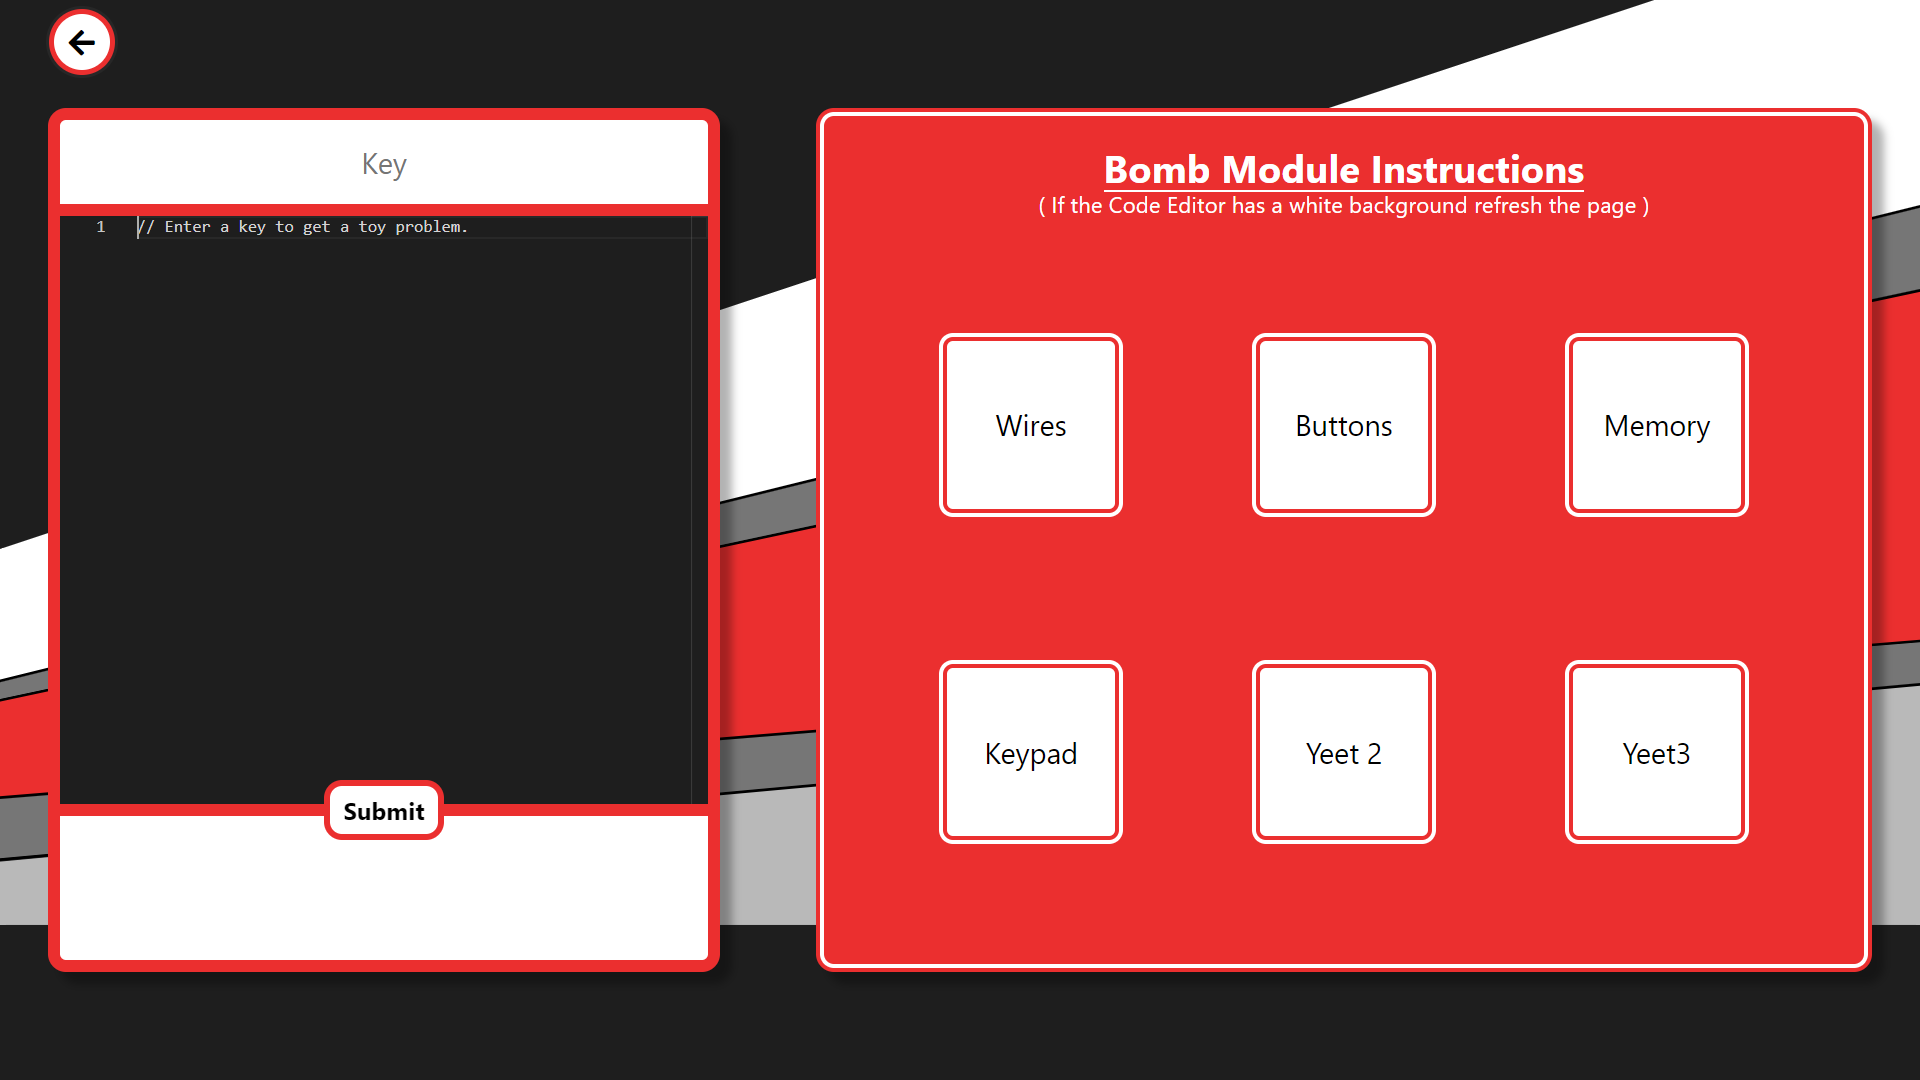 Key
1 // Enter a key to get a toy problem.
Submit
Bomb Module Instructions
( If the Code Editor has a white background refresh the page )
Wires
Buttons
Memory
Keypad
Yeet 2
Yeet3